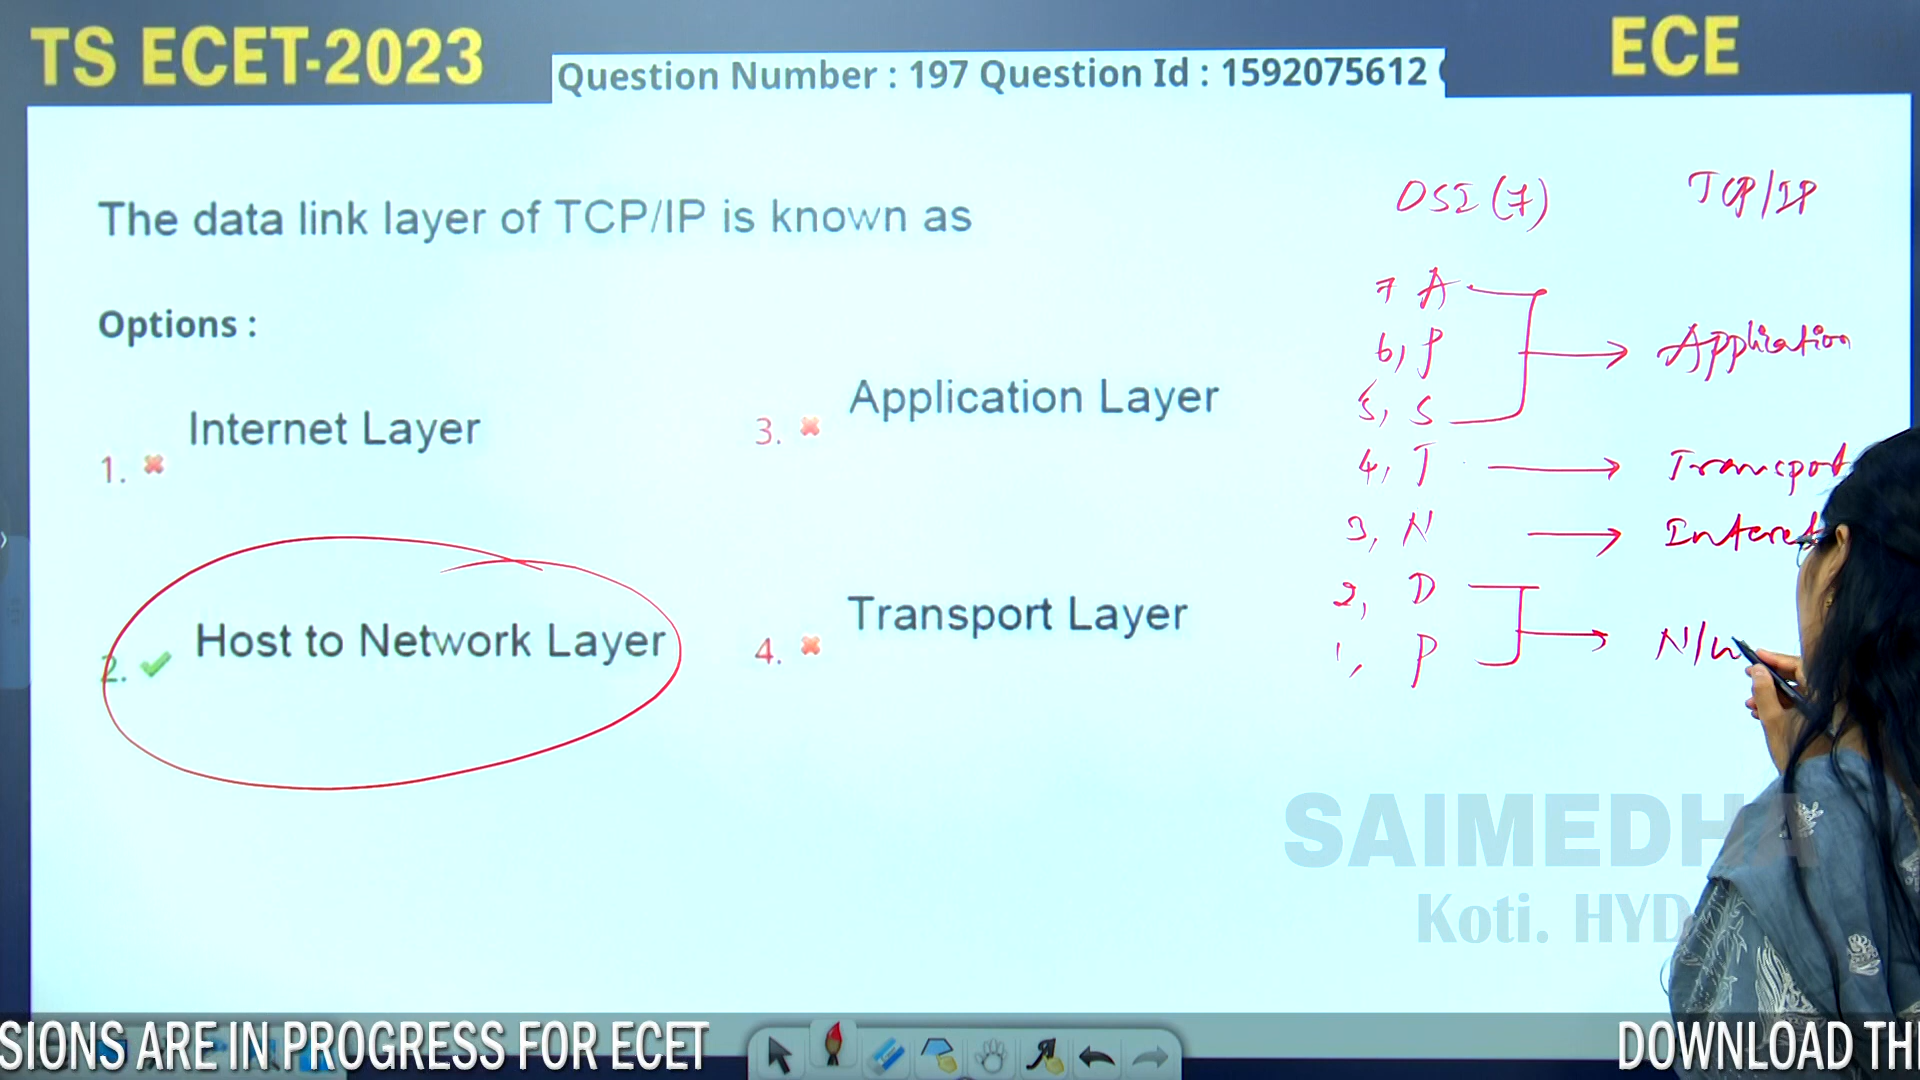 TS ECET-2023
Question Number : 197 Question Id : 1592075612
ECE
The data link layer of TCP/IP is known as
Options :
1. Internet Layer
2. Host to Network Layer
3. Application Layer
4. Transport Layer
OSI (7) TCP/IP
7 A
6, P Application
5, S
4, T Transport
3, N Interet
2, D
1, P N/w
SAIMEDHA
Koti. HYD
SIONS ARE IN PROGRESS FOR ECET
DOWNLOAD TH